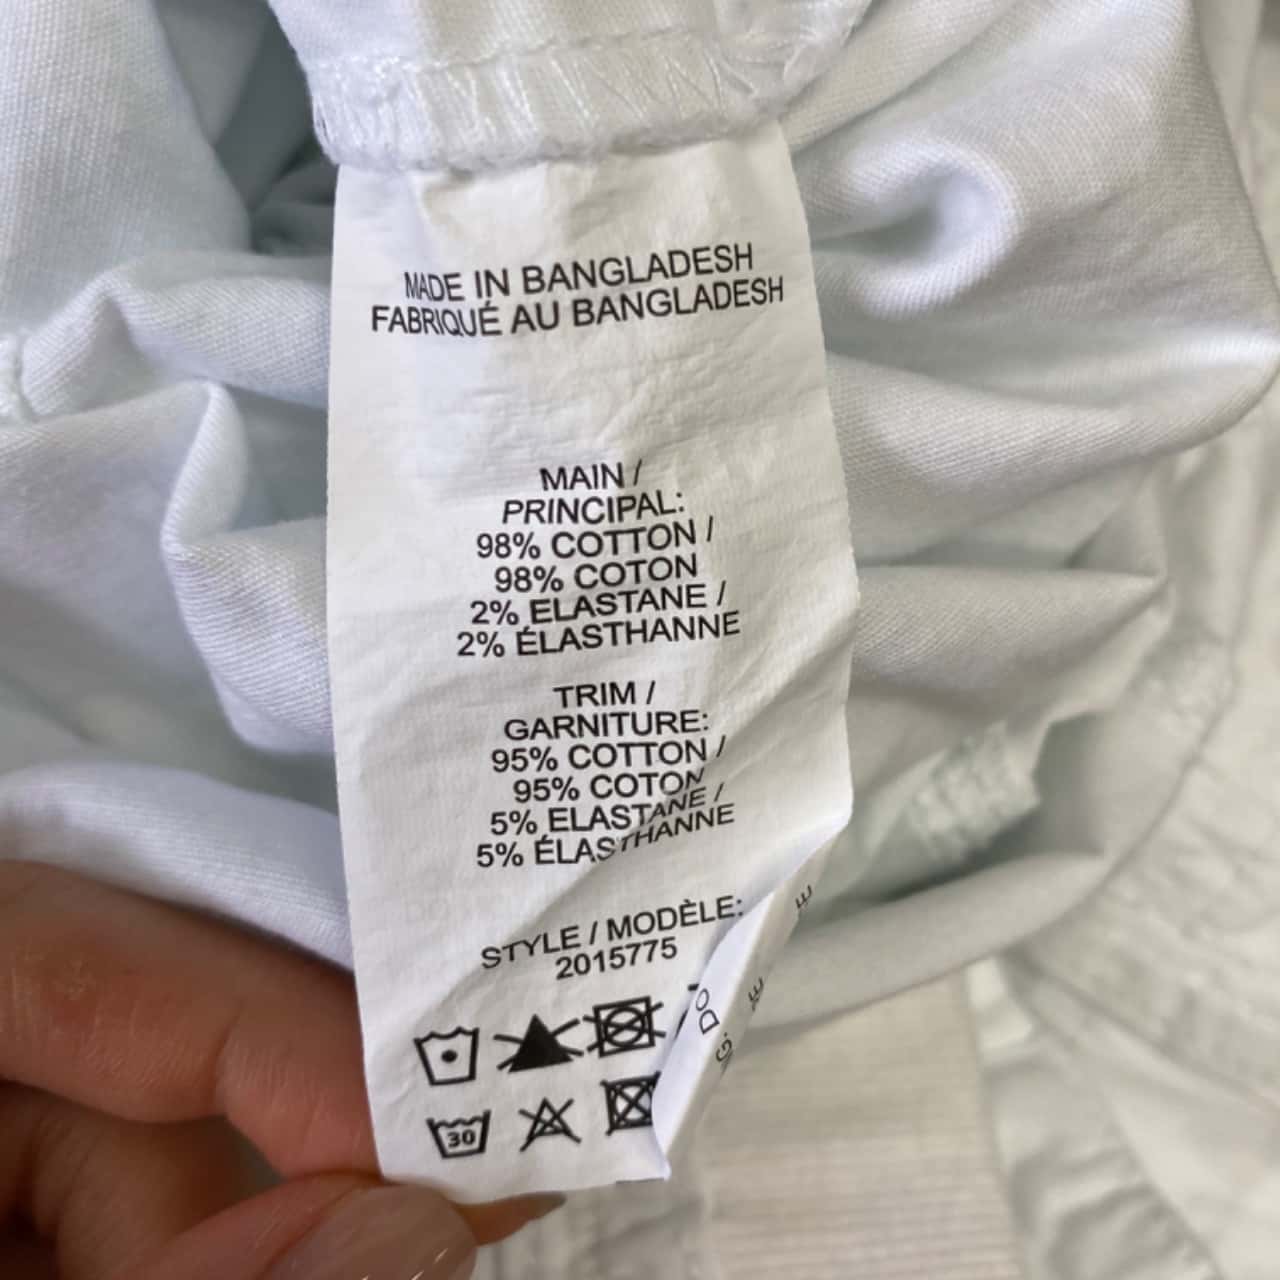 MADE IN BANGLADESH
FABRIQUÉ AU BANGLADESH
MAIN /
PRINCIPAL:
98% COTTON /
98% COTON
2% ELASTANE /
2% ÉLASTHANNE
TRIM /
GARNITURE:
95% COTTON /
95% COTON
5% ELASTANE /
5% ÉLASTHANNE
STYLE / MODÈLE:
2015775
30